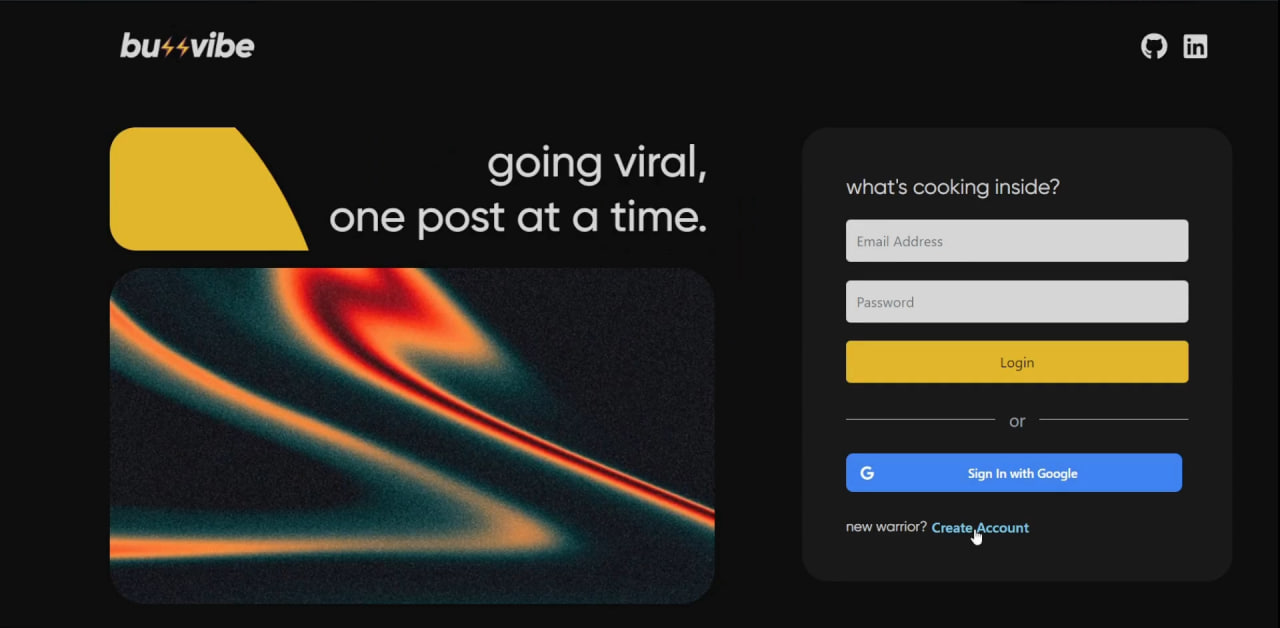 bu⚡⚡vibe
going viral,
one post at a time.
what's cooking inside?
Email Address
Password
Login
or
G Sign In with Google
new warrior? Create Account